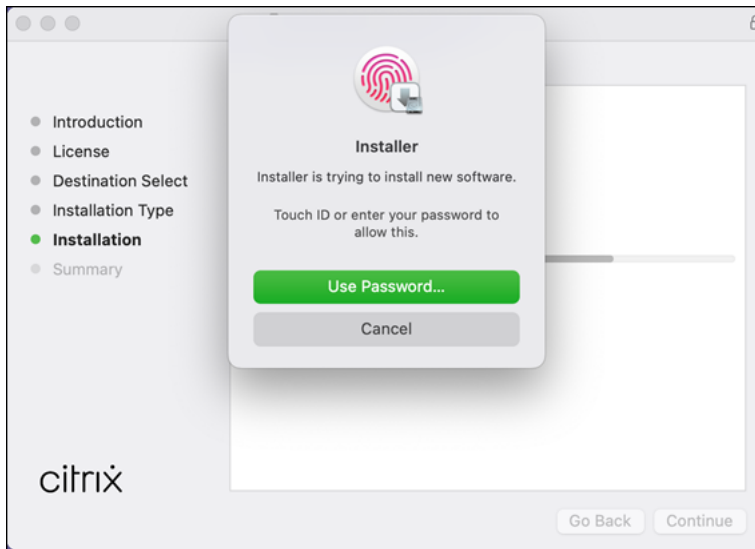 Introduction
License
Destination Select
Installation Type
Installation
Summary
citrix
Installer
Installer is trying to install new software.
Touch ID or enter your password to
allow this.
Use Password...
Cancel
Go Back
Continue